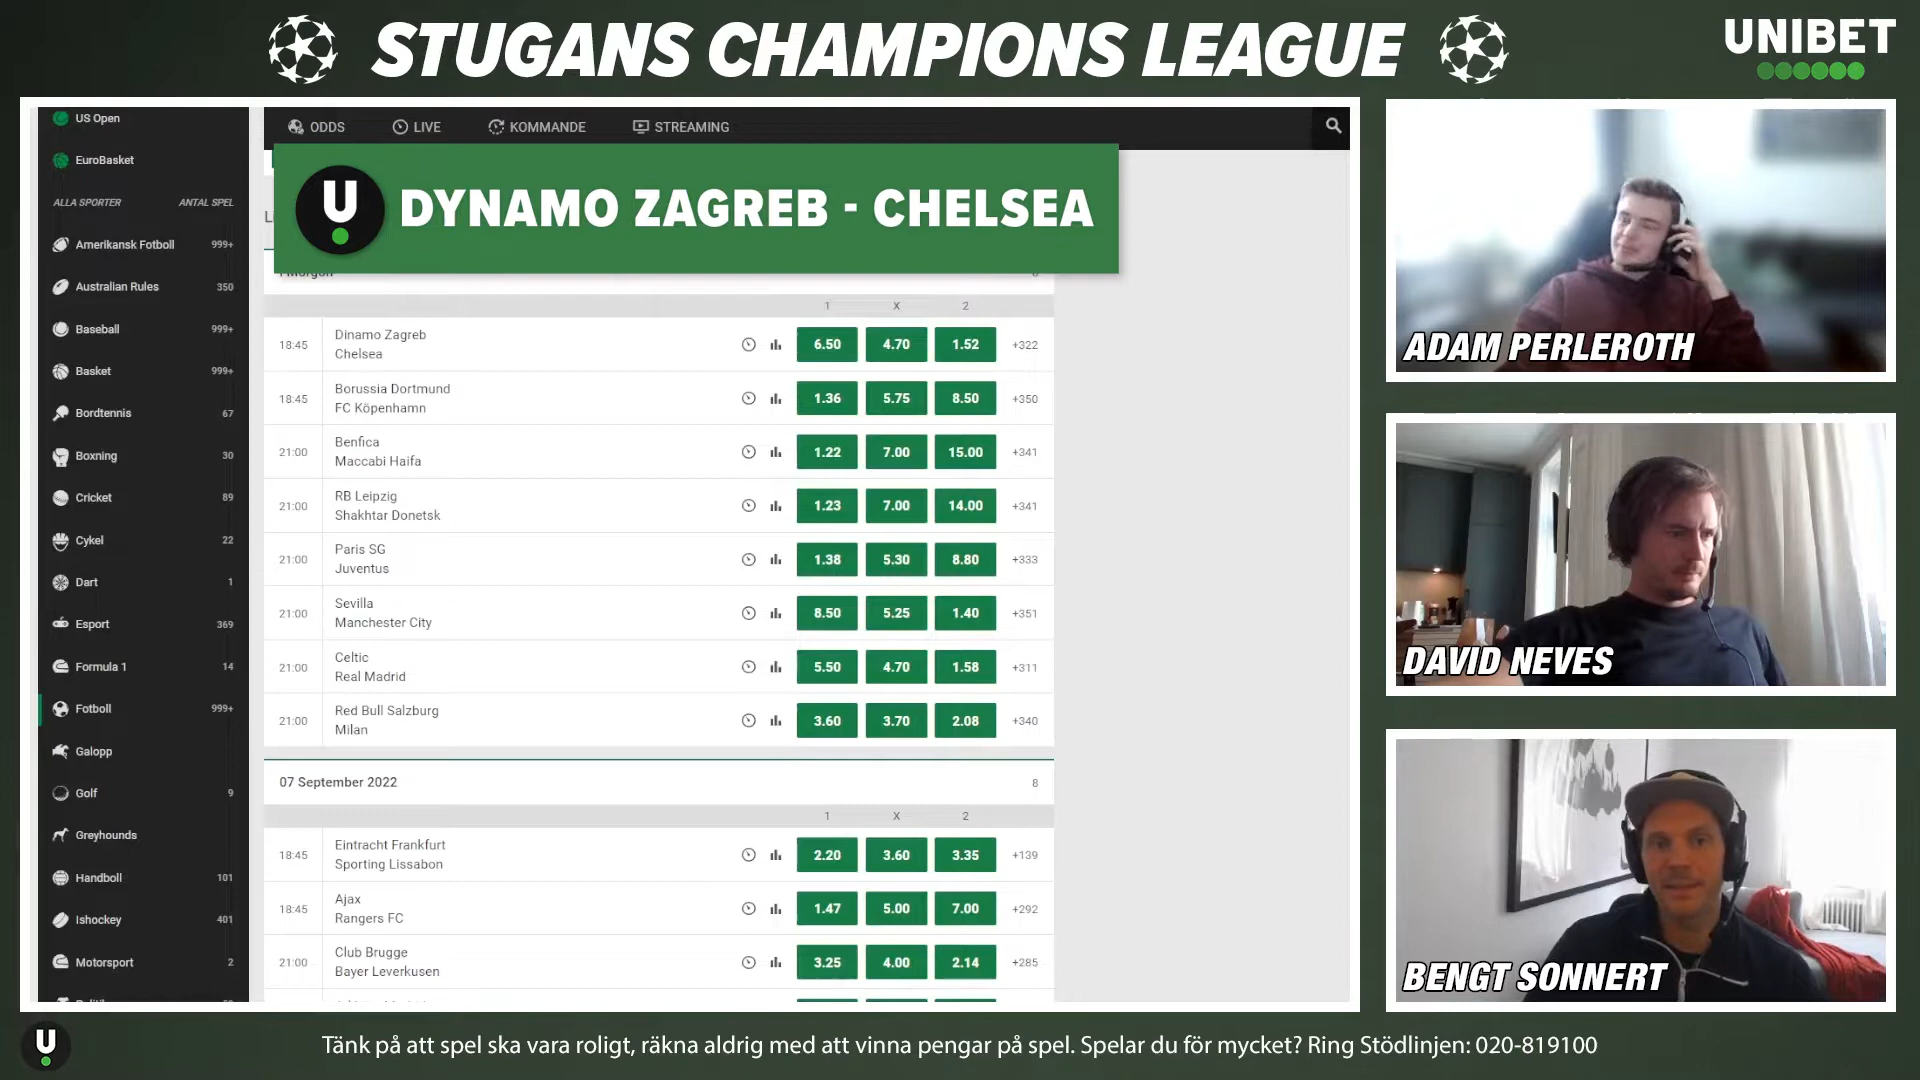 STUGANS CHAMPIONS LEAGUE
UNIBET
US Open
EuroBasket
ALLA SPORTER ANTAL SPEL
Amerikansk Fotboll 999+
Australian Rules 350
Baseball 999+
Basket 999+
Bordtennis 67
Boxning 30
Cricket 89
Cykel 22
Dart 1
Esport 369
Formula 1 14
Fotboll 999+
Galopp
Golf 9
Greyhounds
Handboll 101
Ishockey 401
Motorsport 2
ODDS LIVE KOMMANDE STREAMING
U DYNAMO ZAGREB - CHELSEA
1 X 2
18:45 Dinamo Zagreb
Chelsea
6.50 4.70 1.52 +322
18:45 Borussia Dortmund
FC Köpenhamn
1.36 5.75 8.50 +350
21:00 Benfica
Maccabi Haifa
1.22 7.00 15.00 +341
21:00 RB Leipzig
Shakhtar Donetsk
1.23 7.00 14.00 +341
21:00 Paris SG
Juventus
1.38 5.30 8.80 +333
21:00 Sevilla
Manchester City
8.50 5.25 1.40 +351
21:00 Celtic
Real Madrid
5.50 4.70 1.58 +311
21:00 Red Bull Salzburg
Milan
3.60 3.70 2.08 +340
07 September 2022 8
1 X 2
18:45 Eintracht Frankfurt
Sporting Lissabon
2.20 3.60 3.35 +139
18:45 Ajax
Rangers FC
1.47 5.00 7.00 +292
21:00 Club Brugge
Bayer Leverkusen
3.25 4.00 2.14 +285
ADAM PERLEROTH
DAVID NEVES
BENGT SONNERT
U
Tänk på att spel ska vara roligt, räkna aldrig med att vinna pengar på spel. Spelar du för mycket? Ring Stödlinjen: 020-819100